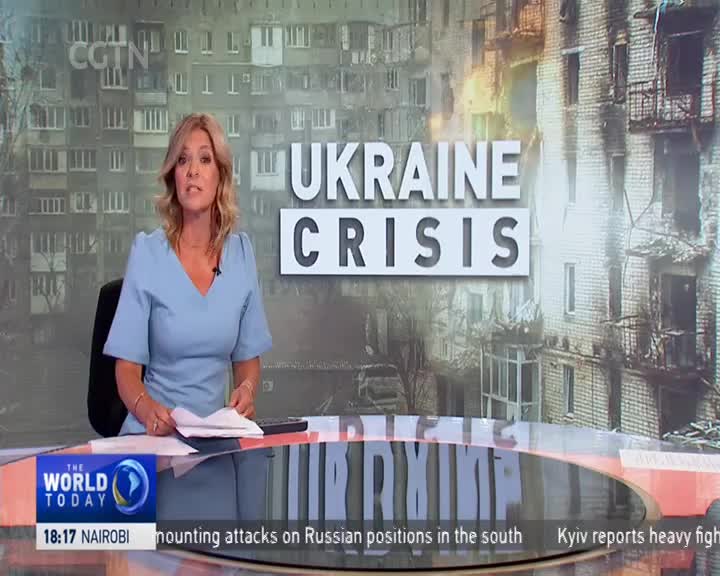 CGTN
UKRAINE
CRISIS
THE
WORLD
TODAY
18:17 NAIROBI
mounting attacks on Russian positions in the south Kyiv reports heavy figh